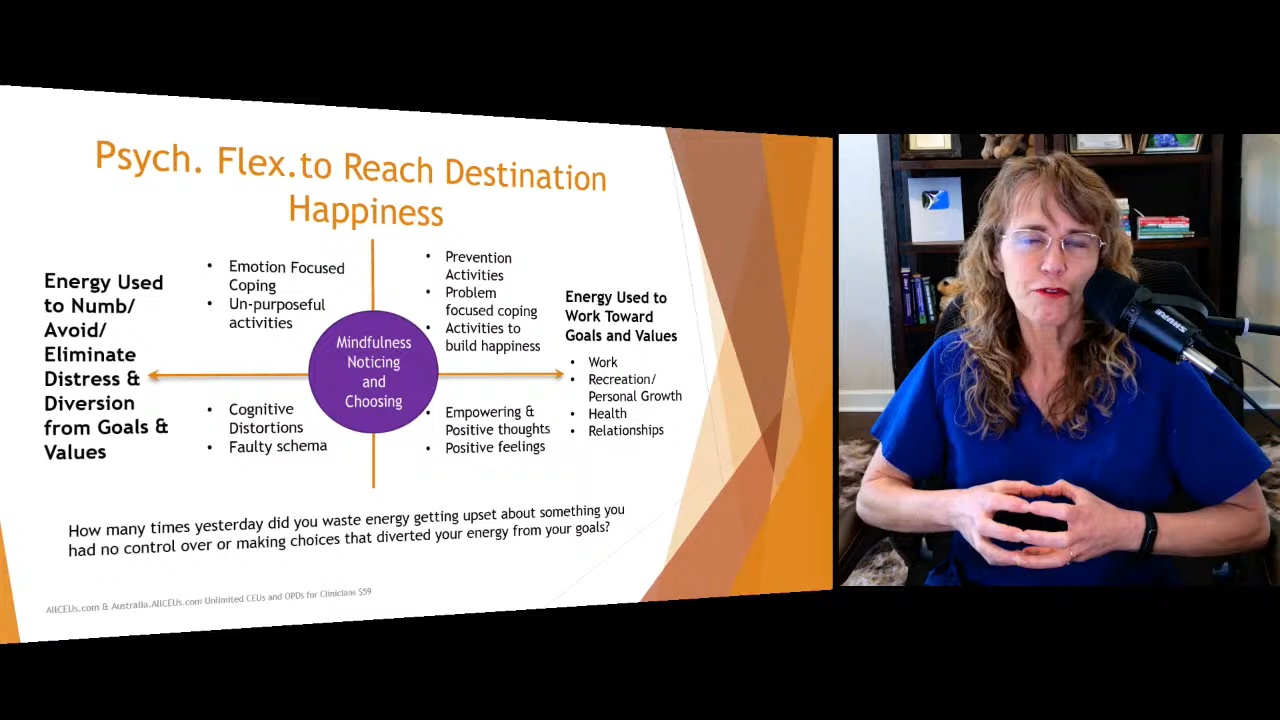 Psych. Flex.to Reach Destination
Happiness
Energy Used
to Numb/
Avoid/
Eliminate
Distress &
Diversion
from Goals &
Values
• Emotion Focused
Coping
• Un-purposeful
activities
• Cognitive
Distortions
• Faulty schema
Mindfulness
Noticing
and
Choosing
• Prevention
Activities
• Problem
focused coping
• Activities to
build happiness
• Empowering &
Positive thoughts
• Positive feelings
Energy Used to
Work Toward
Goals and Values
• Work
• Recreation/
Personal Growth
• Health
• Relationships
How many times yesterday did you waste energy getting upset about something you
had no control over or making choices that diverted your energy from your goals?
AllCEUs.com & Australia.AllCEUs.com Unlimited CEUs and OPDs for Clinicians $59
SHURE